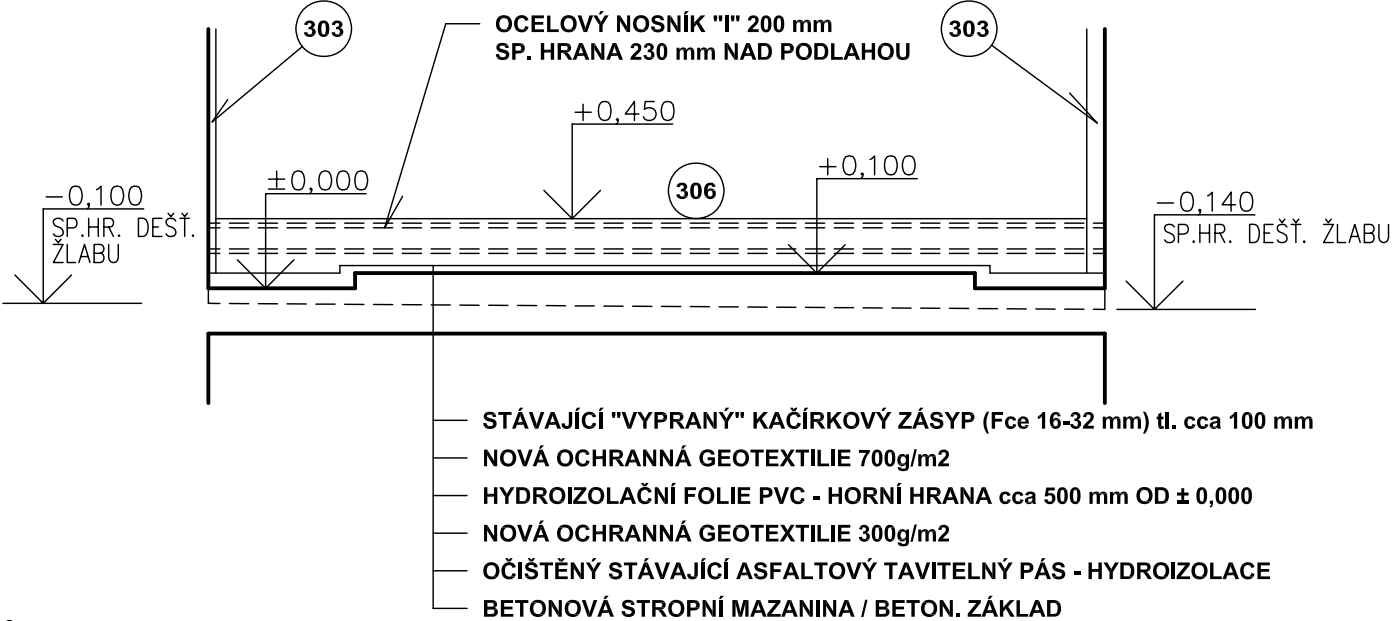 303
OCELOVÝ NOSNÍK "I" 200 mm
SP. HRANA 230 mm NAD PODLAHOU
303
+0,450
±0,000
306
+0,100
-0,100
SP.HR. DEŠŤ.
ŽLABU
-0,140
SP.HR. DEŠŤ. ŽLABU
STÁVAJÍCÍ "VYPRANÝ" KAČÍRKOVÝ ZÁSYP (Fce 16-32 mm) tl. cca 100 mm
NOVÁ OCHRANNÁ GEOTEXTILIE 700g/m2
HYDROIZOLAČNÍ FOLIE PVC - HORNÍ HRANA cca 500 mm OD ± 0,000
NOVÁ OCHRANNÁ GEOTEXTILIE 300g/m2
OČIŠTĚNÝ STÁVAJÍCÍ ASFALTOVÝ TAVITELNÝ PÁS - HYDROIZOLACE
BETONOVÁ STROPNÍ MAZANINA / BETON. ZÁKLAD